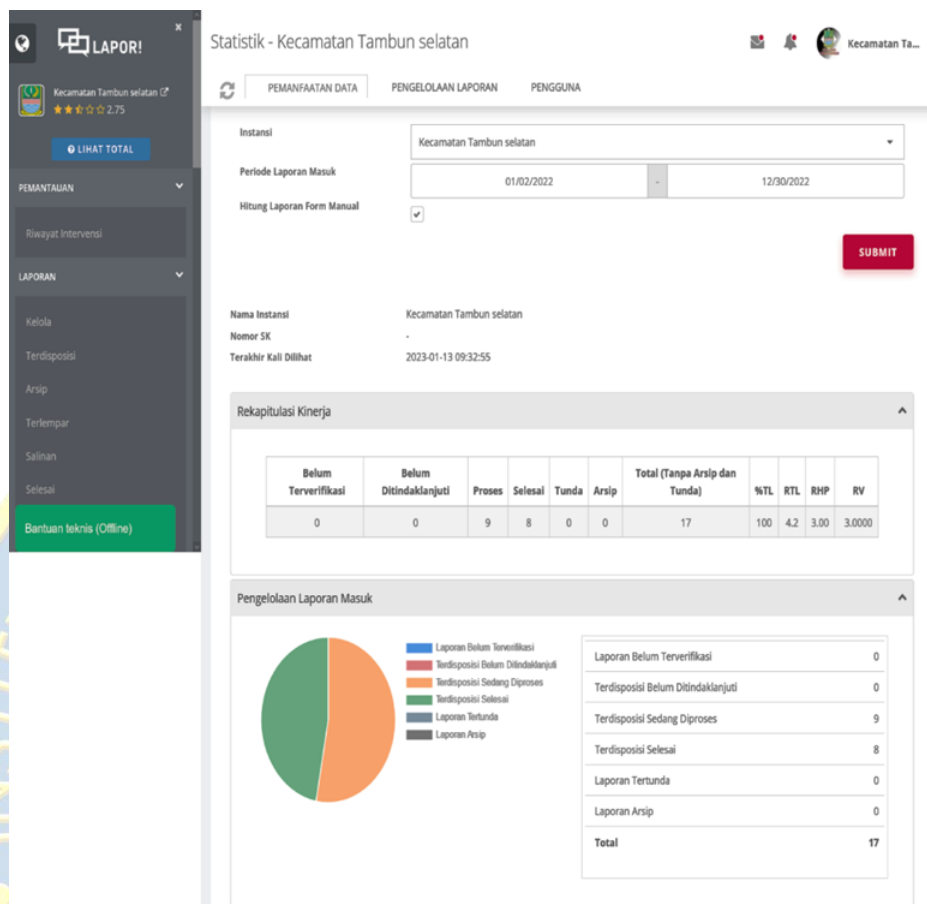 LAPOR!
x
Kecamatan Tambun selatan
2.75
LIHAT TOTAL
PEMANTAUAN
Riwayat Intervensi
LAPORAN
Kelola
Terdisposisi
Arsip
Terlempar
Salinan
Selesai
Bantuan teknis (Offline)
Statistik - Kecamatan Tambun selatan
Kecamatan Ta...
PEMANFAATAN DATA PENGELOLAAN LAPORAN PENGGUNA
Instansi Kecamatan Tambun selatan
Periode Laporan Masuk 01/02/2022 - 12/30/2022
Hitung Laporan Form Manual
SUBMIT
Nama Instansi Kecamatan Tambun selatan
Nomor SK -
Terakhir Kali Dilihat 2023-01-13 09:32:55
Rekapitulasi Kinerja
Belum Terverifikasi Belum Ditindaklanjuti Proses Selesai Tunda Arsip Total (Tanpa Arsip dan Tunda) %TL RTL RHP RV
0 0 9 8 0 0 17 100 4.2 3.00 3.0000
Pengelolaan Laporan Masuk
Laporan Belum Terverifikasi
Terdisposisi Belum Ditindaklanjuti
Terdisposisi Sedang Diproses
Terdisposisi Selesai
Laporan Tertunda
Laporan Arsip
Laporan Belum Terverifikasi 0
Terdisposisi Belum Ditindaklanjuti 0
Terdisposisi Sedang Diproses 9
Terdisposisi Selesai 8
Laporan Tertunda 0
Laporan Arsip 0
Total 17